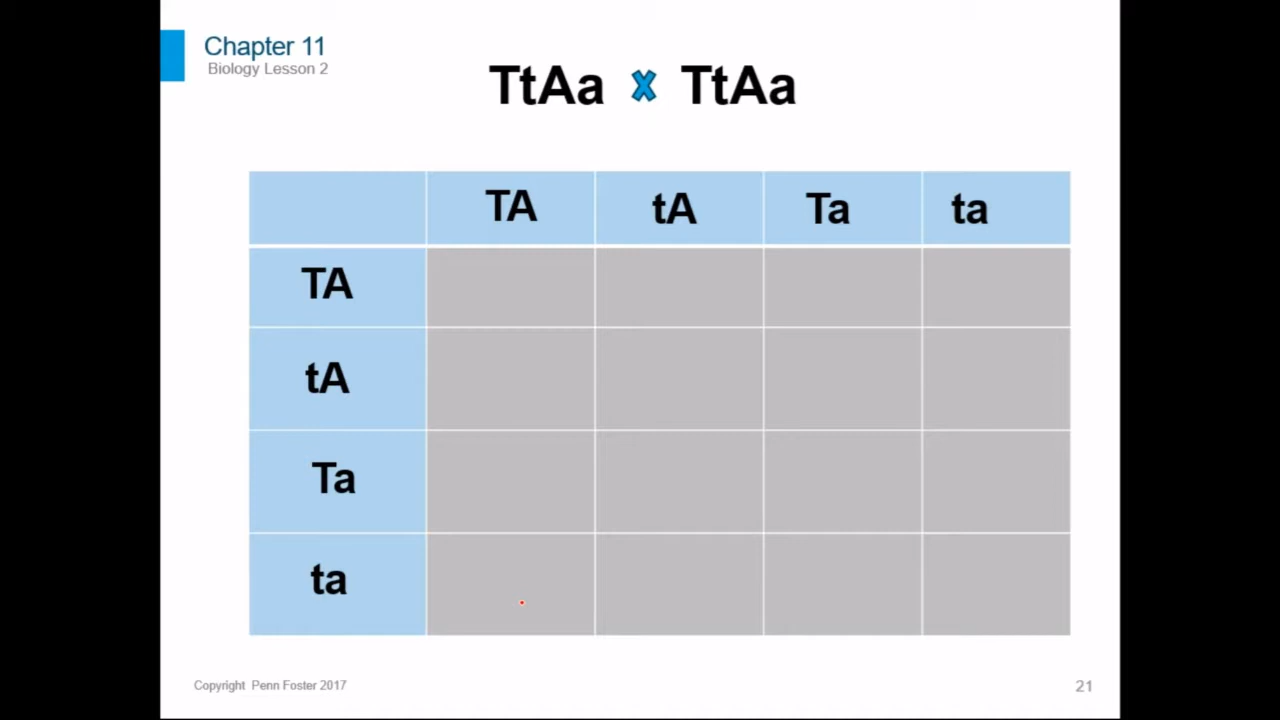 Chapter 11
Biology Lesson 2
TtAa x TtAa
TA tA Ta ta
TA
tA
Ta
ta
Copyright Penn Foster 2017
21